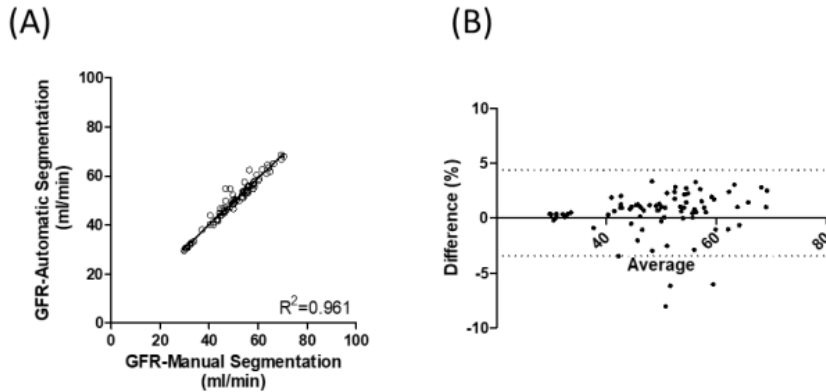 (A)
(B)
GFR-Automatic Segmentation
(ml/min)
100
80
60
40
20
0
R²=0.961
0 20 40 60 80 100
GFR-Manual Segmentation
(ml/min)
Difference (%)
10
5
0
-5
-10
40 60 80
Average